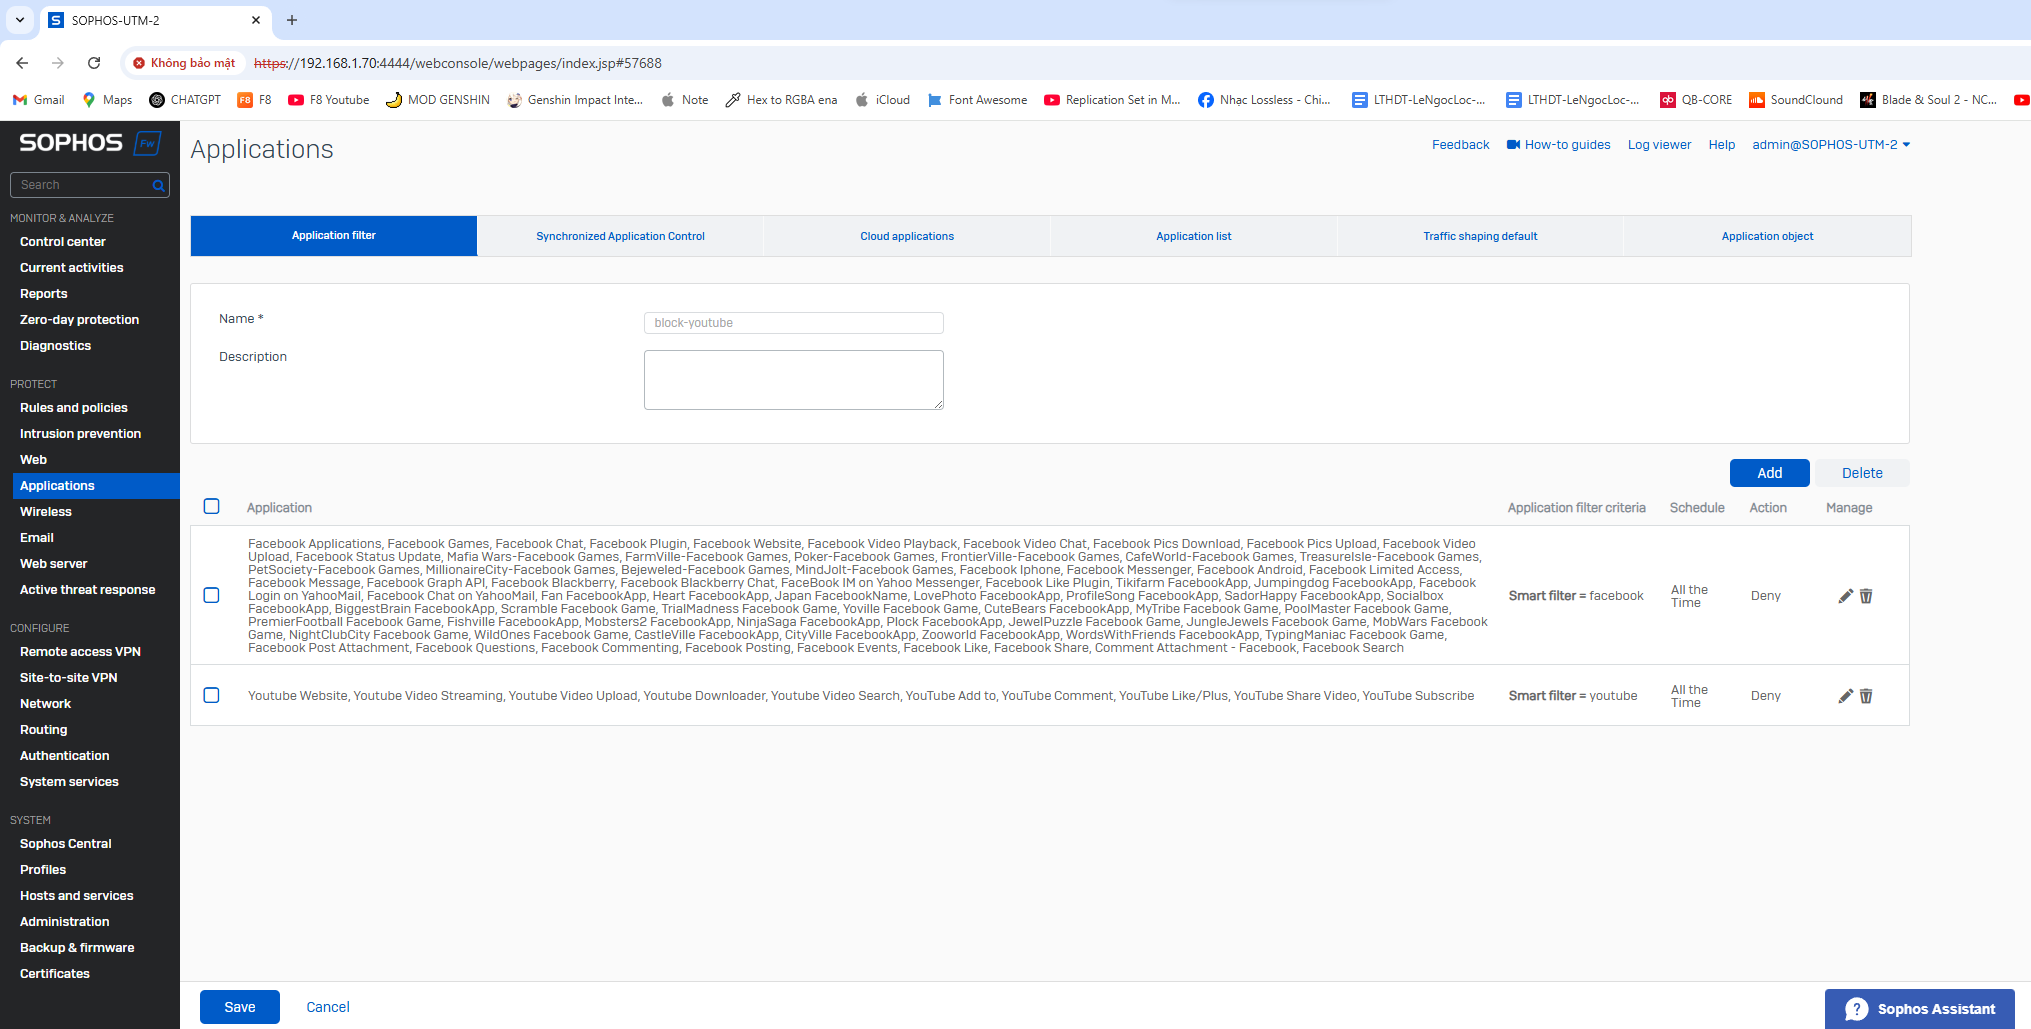 SOPHOS-UTM-2
Không bảo mật
https://192.168.1.70:4444/webconsole/webpages/index.jsp#57688
Gmail
Maps
CHATGPT
F8
F8 Youtube
MOD GENSHIN
Genshin Impact Inte...
Note
Hex to RGBA ena
iCloud
Font Awesome
Replication Set in M...
Nhạc Lossless - Chi...
LTHDT-LeNgocLoc-...
LTHDT-LeNgocLoc-...
QB-CORE
SoundCloud
Blade & Soul 2 - NC...
SOPHOS FW
Search
MONITOR & ANALYZE
Control center
Current activities
Reports
Zero-day protection
Diagnostics
PROTECT
Rules and policies
Intrusion prevention
Web
Applications
Wireless
Email
Web server
Active threat response
CONFIGURE
Remote access VPN
Site-to-site VPN
Network
Routing
Authentication
System services
SYSTEM
Sophos Central
Profiles
Hosts and services
Administration
Backup & firmware
Certificates
Applications
Feedback
How-to guides
Log viewer
Help
admin@SOPHOS-UTM-2
Application filter
Synchronized Application Control
Cloud applications
Application list
Traffic shaping default
Application object
Name *
block-youtube
Description
Add
Delete
Application
Application filter criteria
Schedule
Action
Manage
Facebook Applications, Facebook Games, Facebook Chat, Facebook Plugin, Facebook Website, Facebook Video Playback, Facebook Video Chat, Facebook Pics Download, Facebook Pics Upload, Facebook Video
Upload, Facebook Status Update, Mafia Wars-Facebook Games, FarmVille-Facebook Games, Poker-Facebook Games, FrontierVille-Facebook Games, CafeWorld-Facebook Games, TreasureIsle-Facebook Games,
PetSociety-Facebook Games, MillionaireCity-Facebook Games, Bejeweled-Facebook Games, MindJolt-Facebook Games, Facebook Iphone, Facebook Messenger, Facebook Android, Facebook Limited Access,
Facebook Message, Facebook Graph API, Facebook Blackberry, Facebook Blackberry Chat, FaceBook IM on Yahoo Messenger, Facebook Like Plugin, Tikifarm FacebookApp, Jumpingdog FacebookApp, Facebook
Login on YahooMail, Facebook Chat on YahooMail, Fan FacebookApp, Heart FacebookApp, Japan FacebookName, LovePhoto FacebookApp, ProfileSong FacebookApp, SadorHappy FacebookApp, Socialbox
FacebookApp, BiggestBrain FacebookApp, Scramble Facebook Game, TrialMadness Facebook Game, Yoville Facebook Game, CuteBears FacebookApp, MyTribe Facebook Game, PoolMaster Facebook Game,
PremierFootball Facebook Game, Fishville FacebookApp, Mobsters2 FacebookApp, NinjaSaga FacebookApp, Plock FacebookApp, JewelPuzzle Facebook Game, JungleJewels Facebook Game, MobWars Facebook
Game, NightClubCity Facebook Game, WildOnes Facebook Game, CastleVille FacebookApp, CityVille FacebookApp, Zooworld FacebookApp, WordsWithFriends FacebookApp, TypingManiac Facebook Game,
Facebook Post Attachment, Facebook Questions, Facebook Commenting, Facebook Posting, Facebook Events, Facebook Like, Facebook Share, Comment Attachment - Facebook, Facebook Search
Smart filter = facebook
All the
Time
Deny
Youtube Website, Youtube Video Streaming, Youtube Video Upload, Youtube Downloader, Youtube Video Search, YouTube Add to, YouTube Comment, YouTube Like/Plus, YouTube Share Video, YouTube Subscribe
Smart filter = youtube
All the
Time
Deny
Save
Cancel
Sophos Assistant